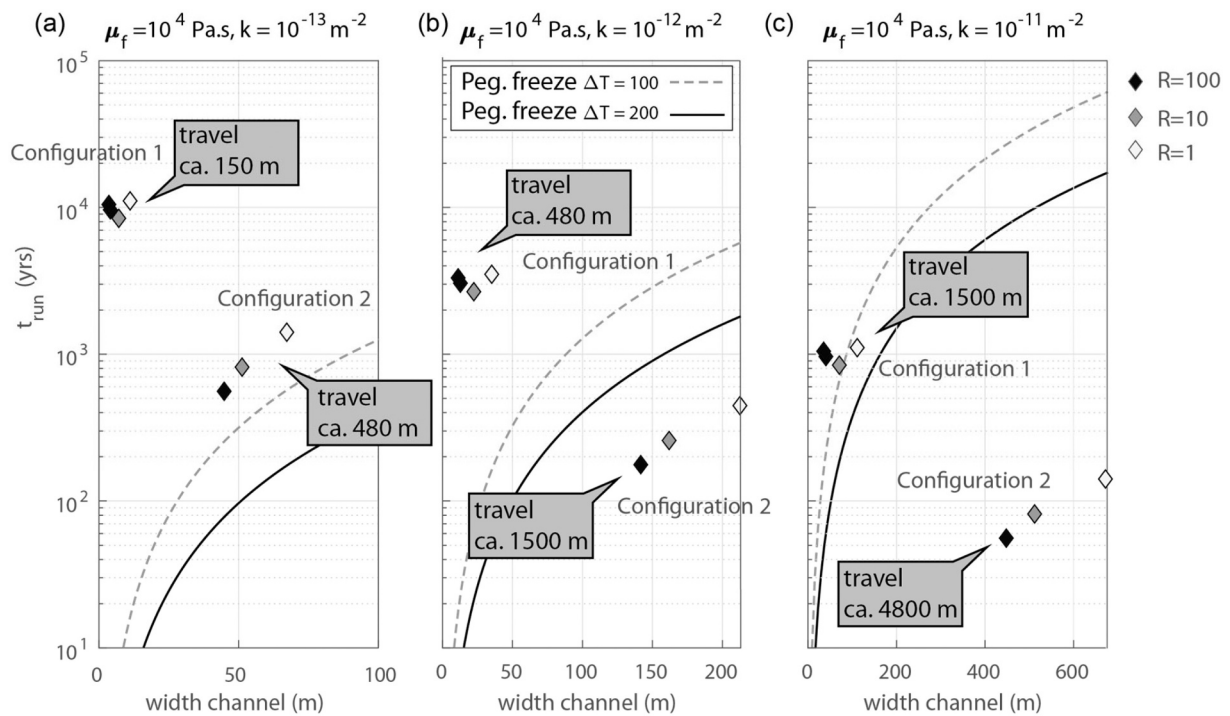 (a)
μf =10^4 Pa.s, k = 10^-13 m^-2
(b)
μf =10^4 Pa.s, k = 10^-12 m^-2
(c)
μf =10^4 Pa.s, k = 10^-11 m^-2
t_run (yrs)
10^5
10^4
10^3
10^2
10^1
Configuration 1
travel
ca. 150 m
Configuration 2
travel
ca. 480 m
0
50
100
width channel (m)
Peg. freeze ΔT = 100
Peg. freeze ΔT = 200
travel
ca. 480 m
Configuration 1
travel
ca. 1500 m
Configuration 2
0
50
100
150
200
width channel (m)
travel
ca. 1500 m
Configuration 1
Configuration 2
travel
ca. 4800 m
0
200
400
600
width channel (m)
R=100
R=10
R=1